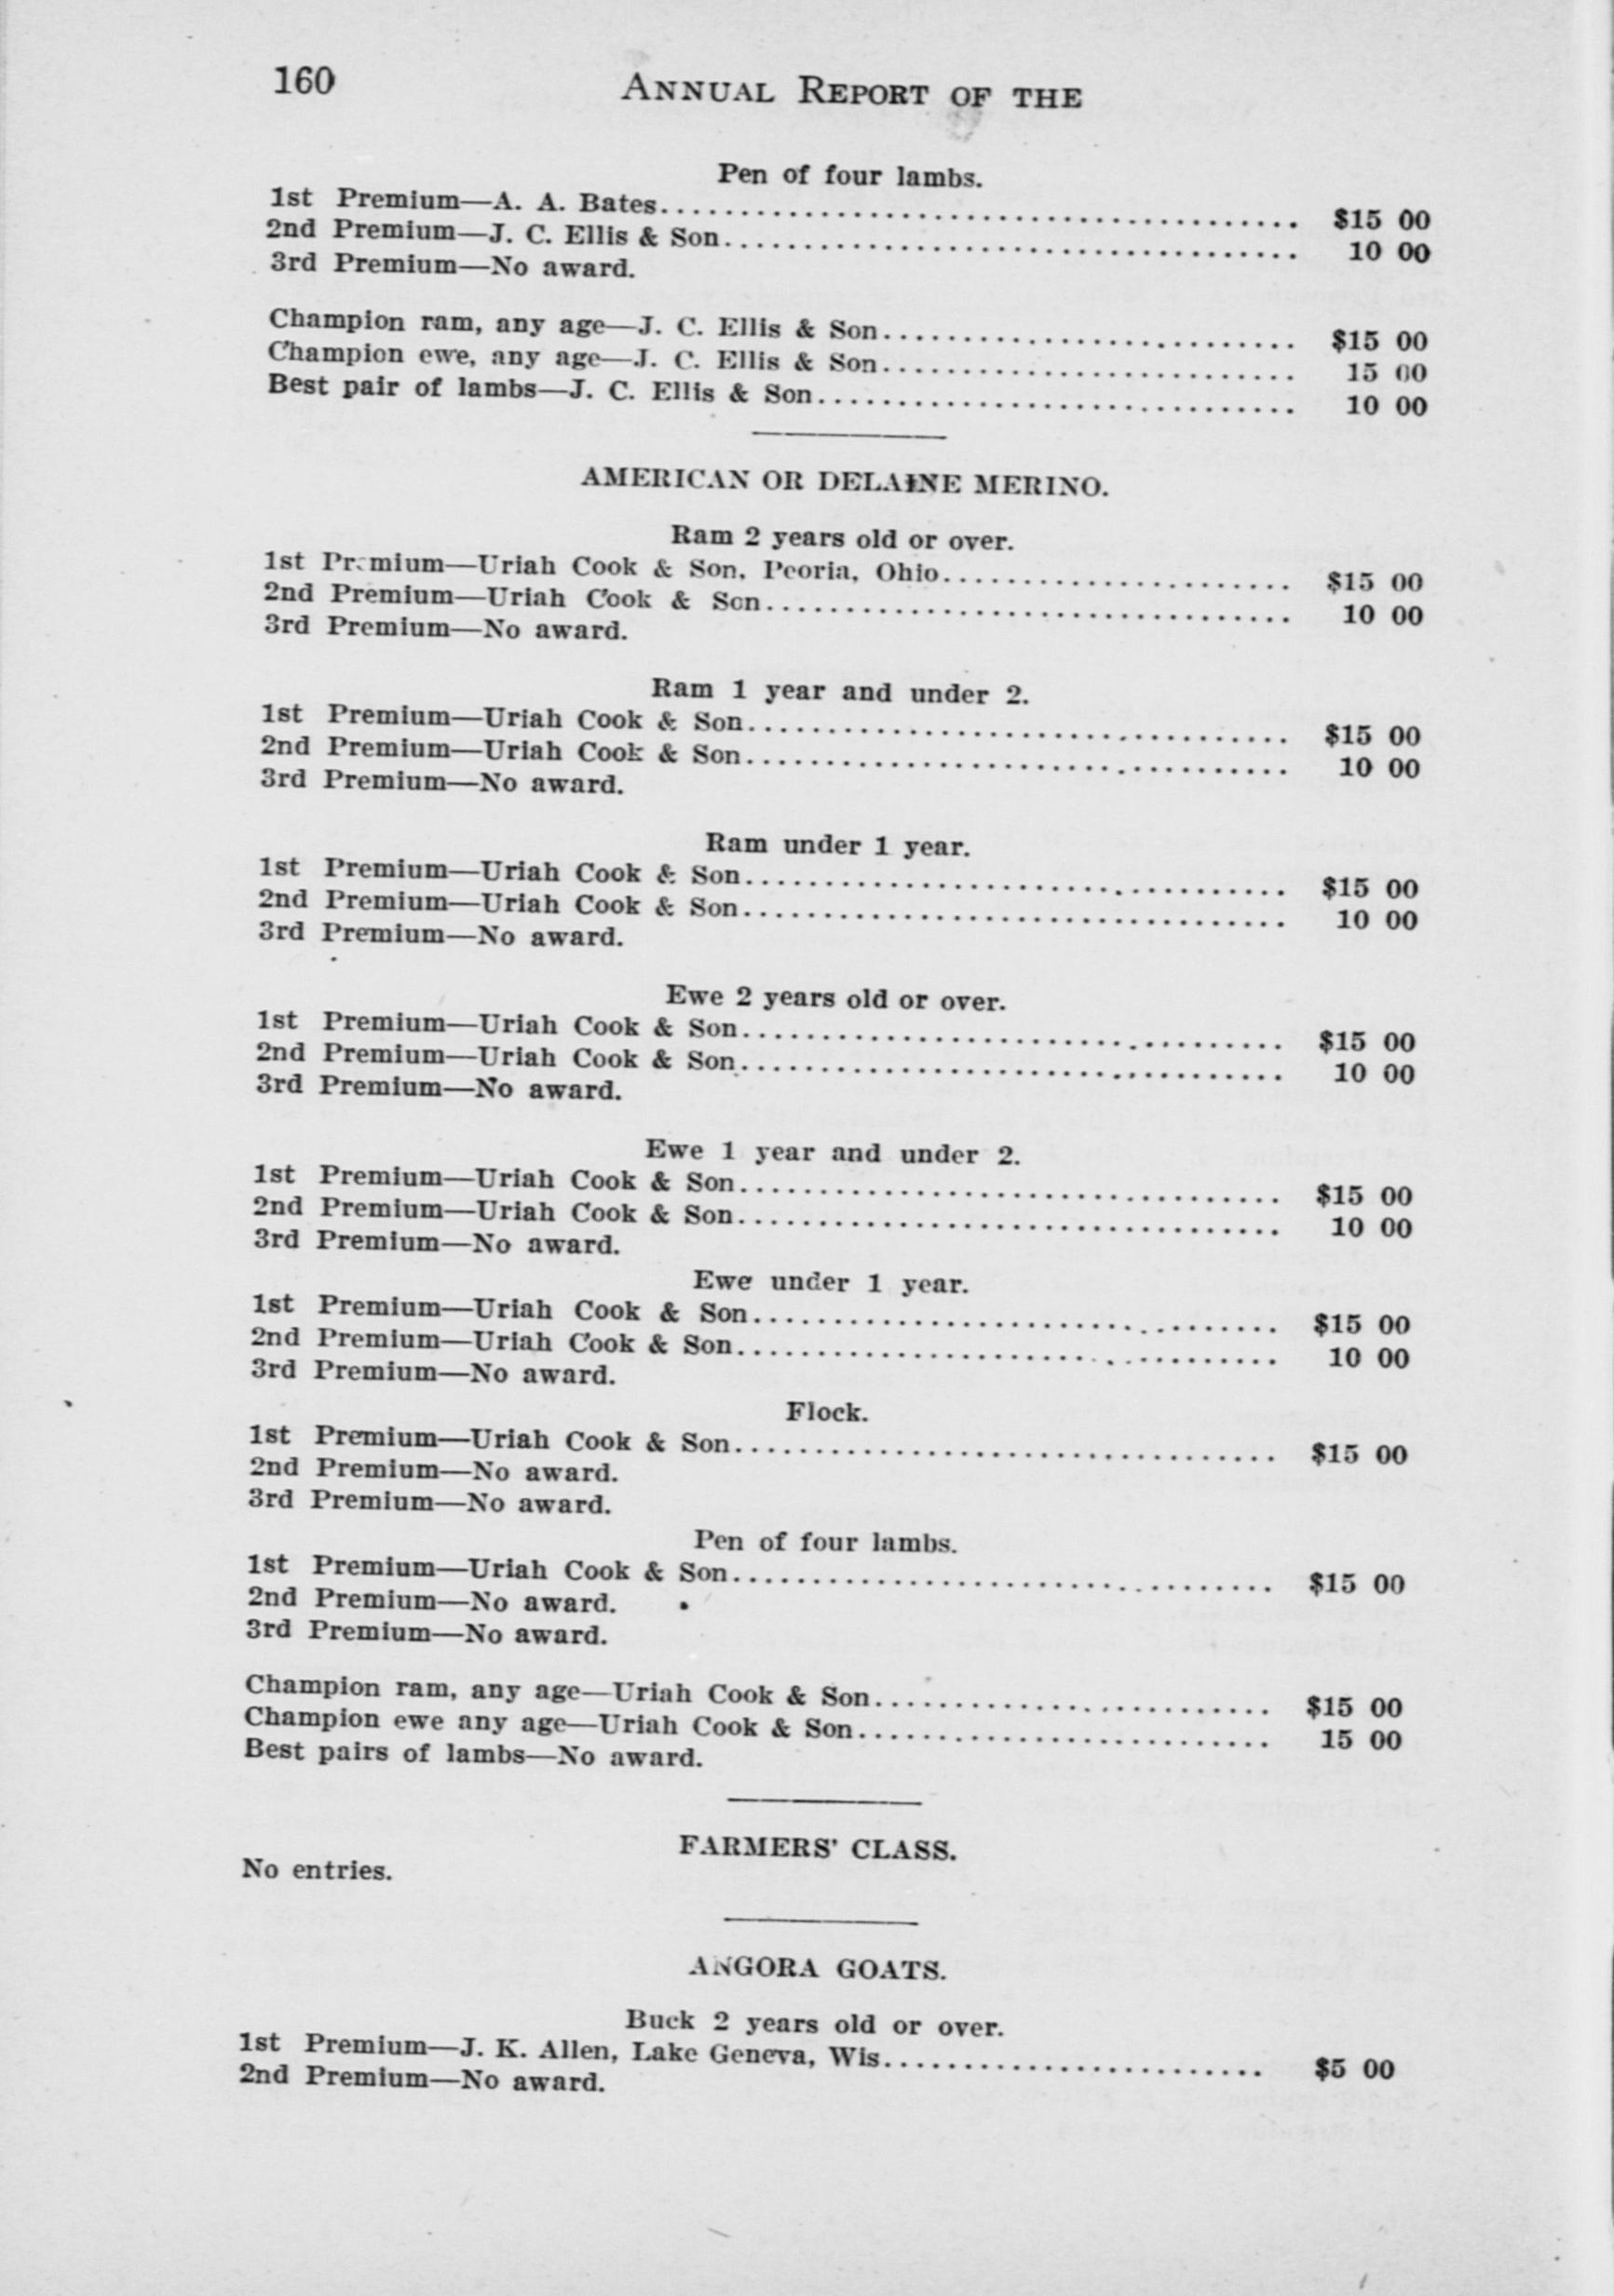 160
ANNUAL REPORT OF THE
Pen of four lambs.
1st Premium—A. A. Bates........................................ $15 00
2nd Premium—J. C. Ellis & Son.................................... 10 00
3rd Premium—No award.
Champion ram, any age—J. C. Ellis & Son.......................... $15 00
Champion ewe, any age—J. C. Ellis & Son.......................... 15 00
Best pair of lambs—J. C. Ellis & Son.............................. 10 00
AMERICAN OR DELAINE MERINO.
Ram 2 years old or over.
1st Premium—Uriah Cook & Son, Peoria, Ohio...................... $15 00
2nd Premium—Uriah Cook & Son................................. 10 00
3rd Premium—No award.
Ram 1 year and under 2.
1st Premium—Uriah Cook & Son.................................. $15 00
2nd Premium—Uriah Cook & Son.................................. 10 00
3rd Premium—No award.
Ram under 1 year.
1st Premium—Uriah Cook & Son.................................. $15 00
2nd Premium—Uriah Cook & Son.................................. 10 00
3rd Premium—No award.
Ewe 2 years old or over.
1st Premium—Uriah Cook & Son.................................. $15 00
2nd Premium—Uriah Cook & Son.................................. 10 00
3rd Premium—No award.
Ewe 1 year and under 2.
1st Premium—Uriah Cook & Son.................................. $15 00
2nd Premium—Uriah Cook & Son.................................. 10 00
3rd Premium—No award.
Ewe under 1 year.
1st Premium—Uriah Cook & Son................................. $15 00
2nd Premium—Uriah Cook & Son.................................. 10 00
3rd Premium—No award.
Flock.
1st Premium—Uriah Cook & Son.................................. $15 00
2nd Premium—No award.
3rd Premium—No award.
Pen of four lambs.
1st Premium—Uriah Cook & Son.................................. $15 00
2nd Premium—No award.
3rd Premium—No award.
Champion ram, any age—Uriah Cook & Son......................... $15 00
Champion ewe any age—Uriah Cook & Son.......................... 15 00
Best pairs of lambs—No award.
FARMERS' CLASS.
No entries.
ANGORA GOATS.
Buck 2 years old or over.
1st Premium—J. K. Allen, Lake Geneva, Wis........................ $5 00
2nd Premium—No award.